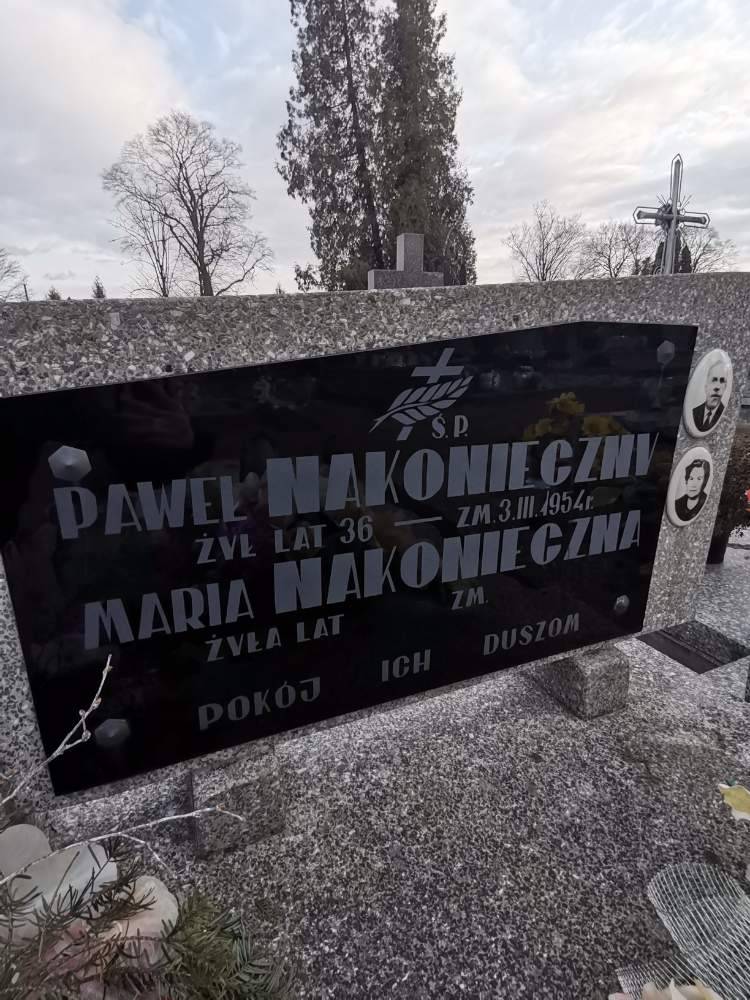 Ś.P.
PAWEŁ NAKONIECZNY
ŻYŁ LAT 36 — ZM. 3.III.1954r.
MARIA NAKONIECZNA
ŻYŁA LAT ZM.
POKÓJ ICH DUSZOM